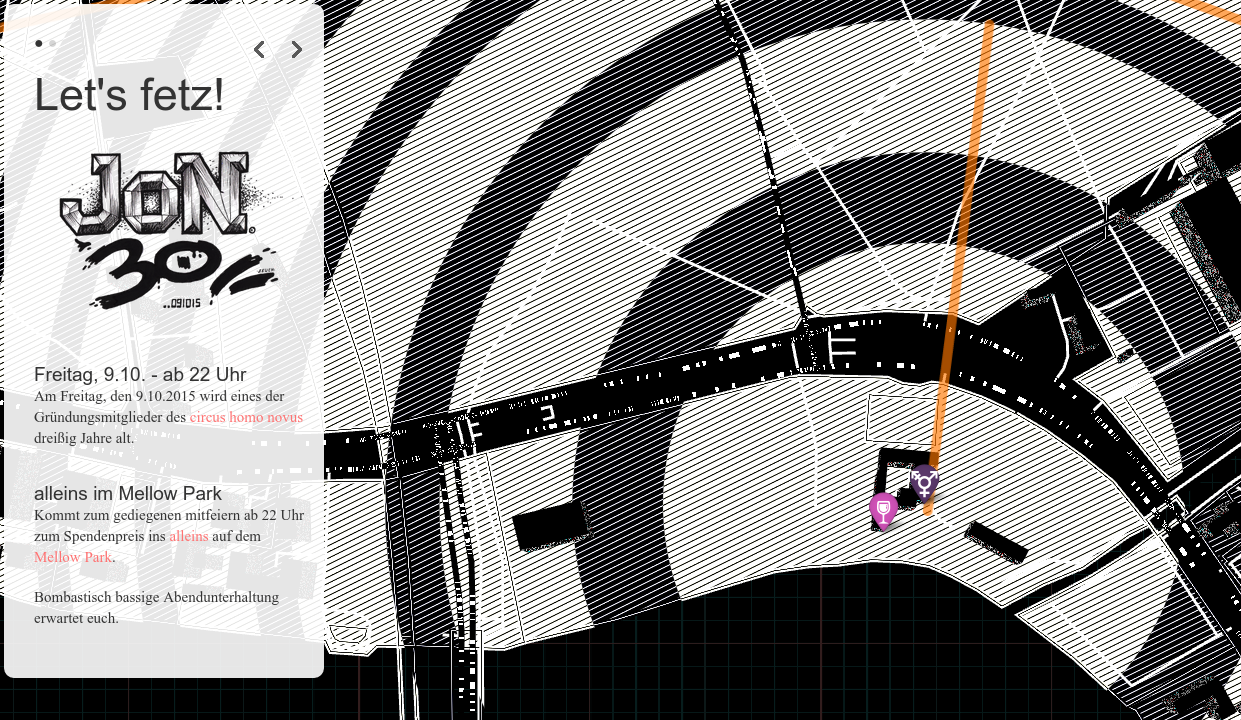 Let's fetz!
JON.
30!
..091015
Freitag, 9.10. - ab 22 Uhr
Am Freitag, den 9.10.2015 wird eines der
Gründungsmitglieder des circus homo novus
dreißig Jahre alt.
alleins im Mellow Park
Kommt zum gediegenen mitfeiern ab 22 Uhr
zum Spendenpreis ins alleins auf dem
Mellow Park.
Bombastisch bassige Abendunterhaltung
erwartet euch.